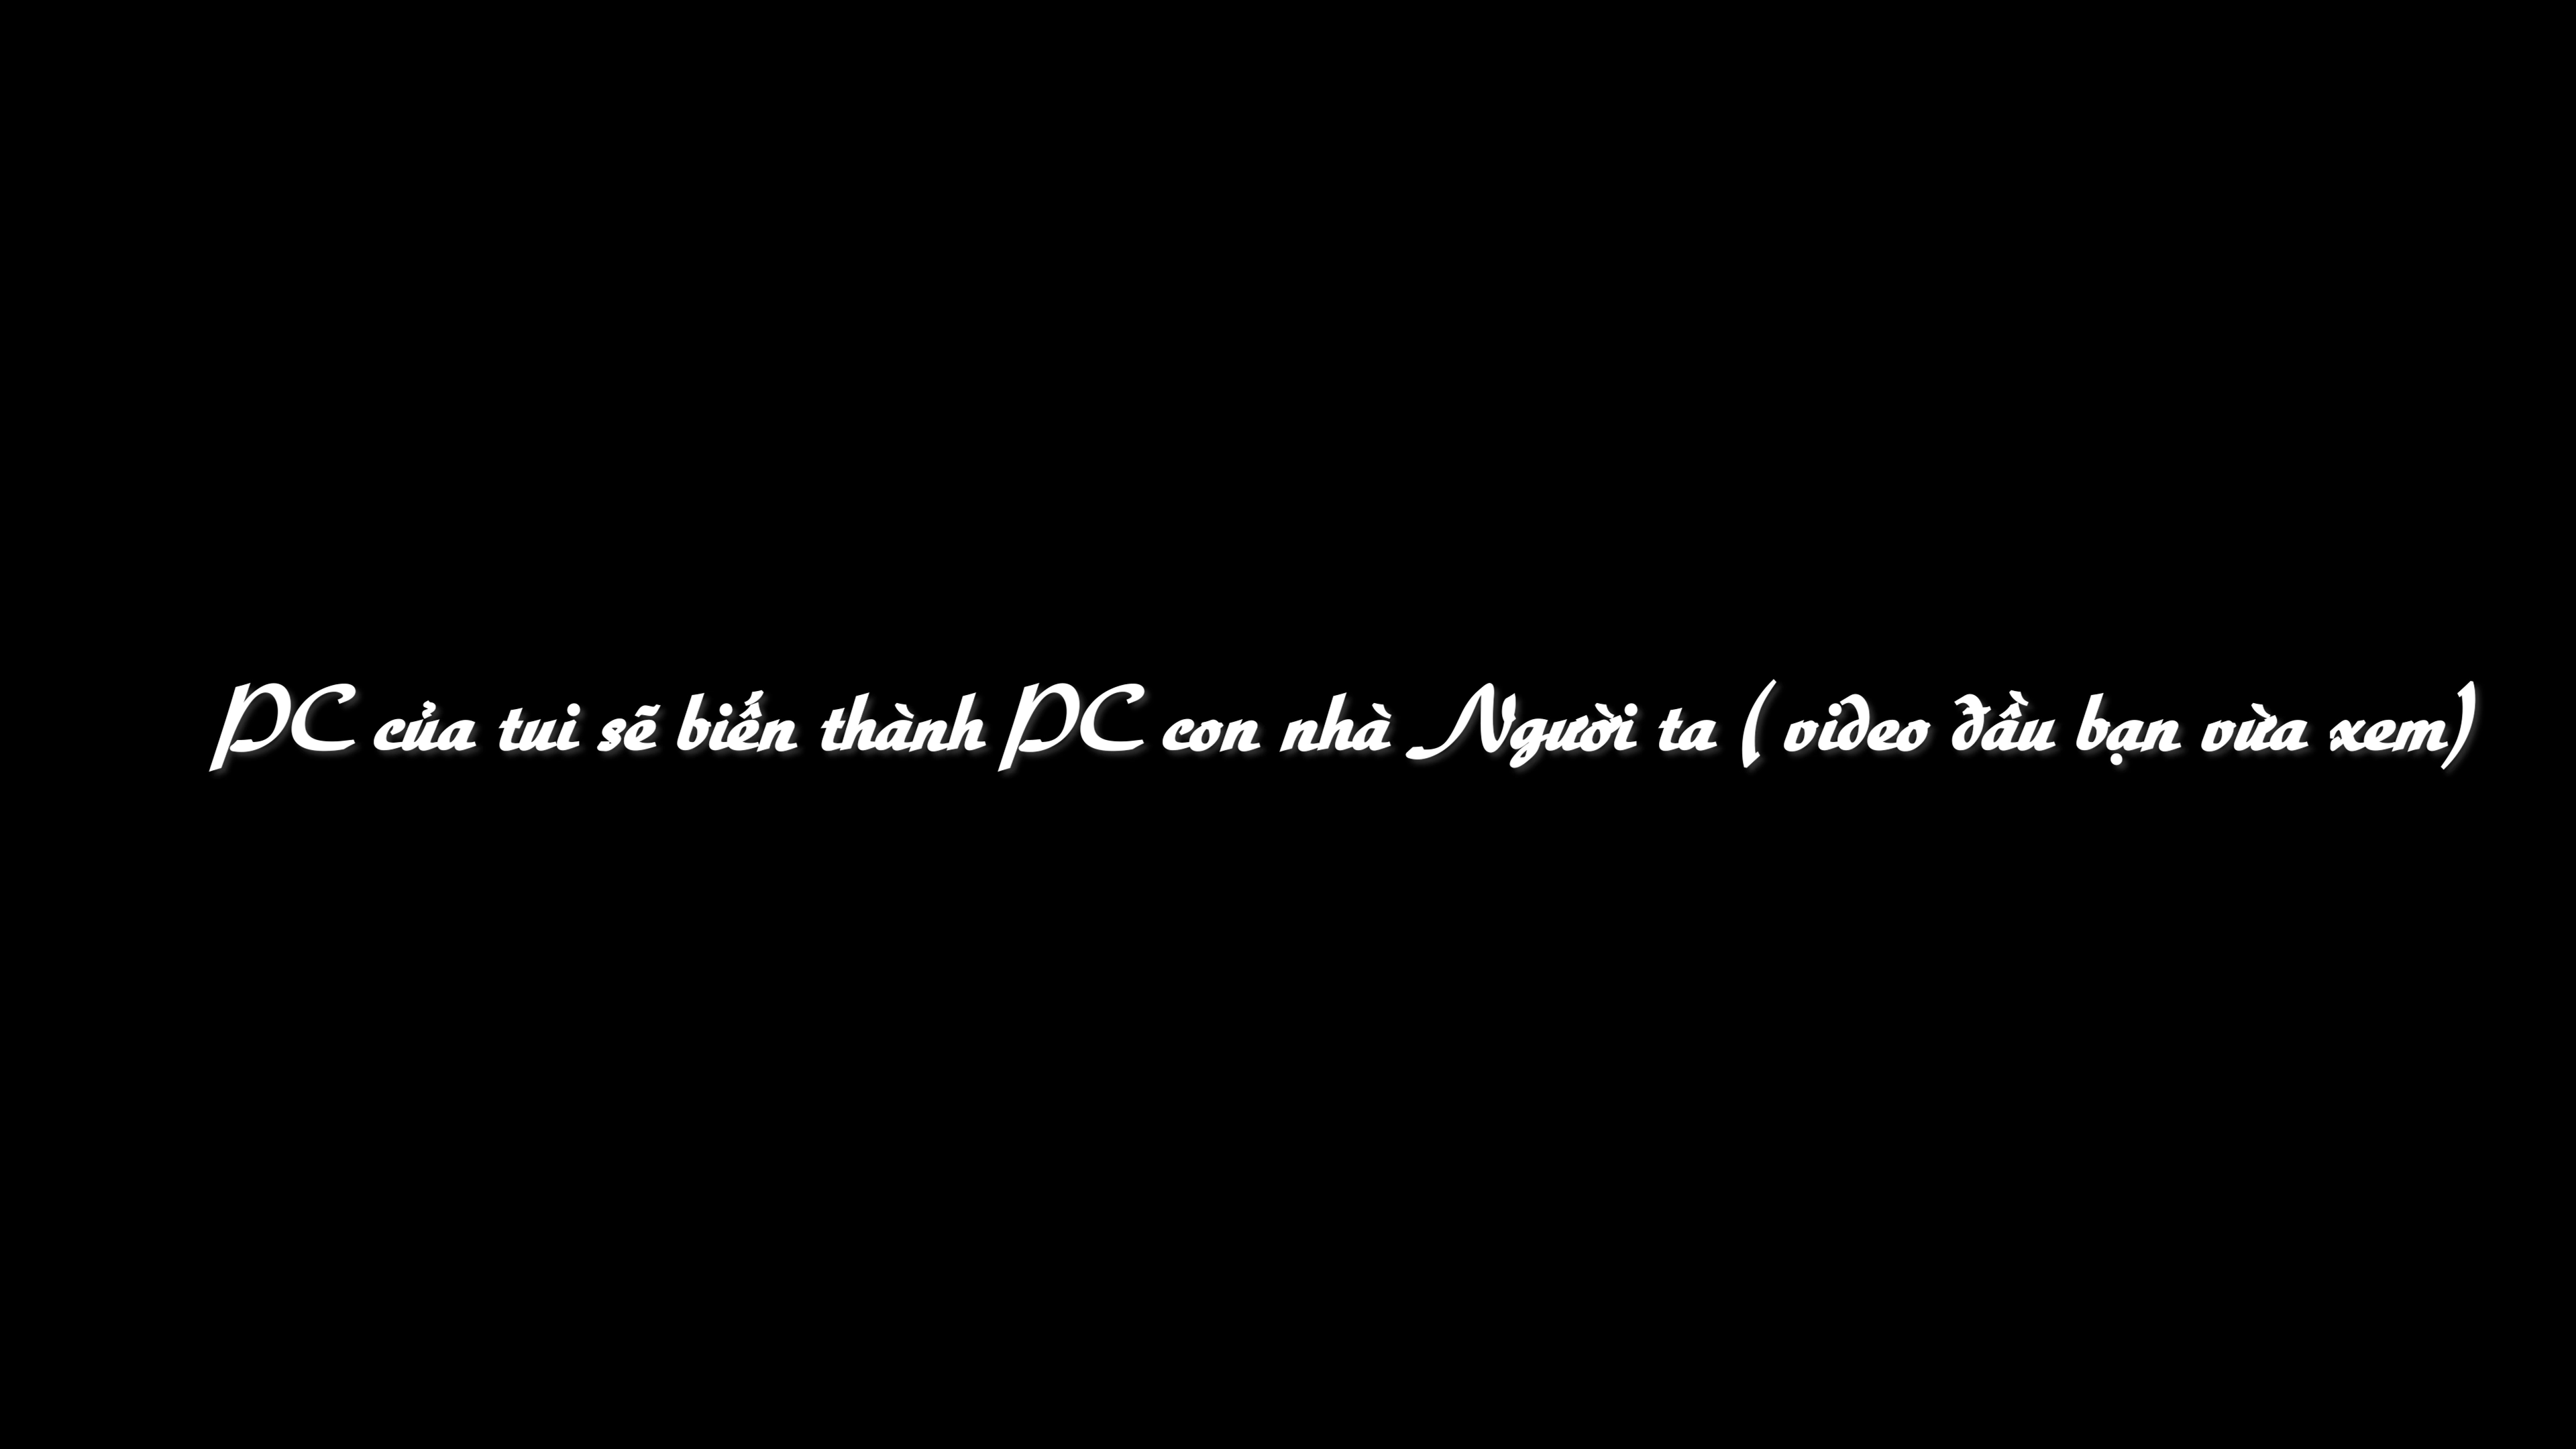 PC của tui sẽ biến thành PC con nhà Người ta ( video đầu bạn vừa xem)